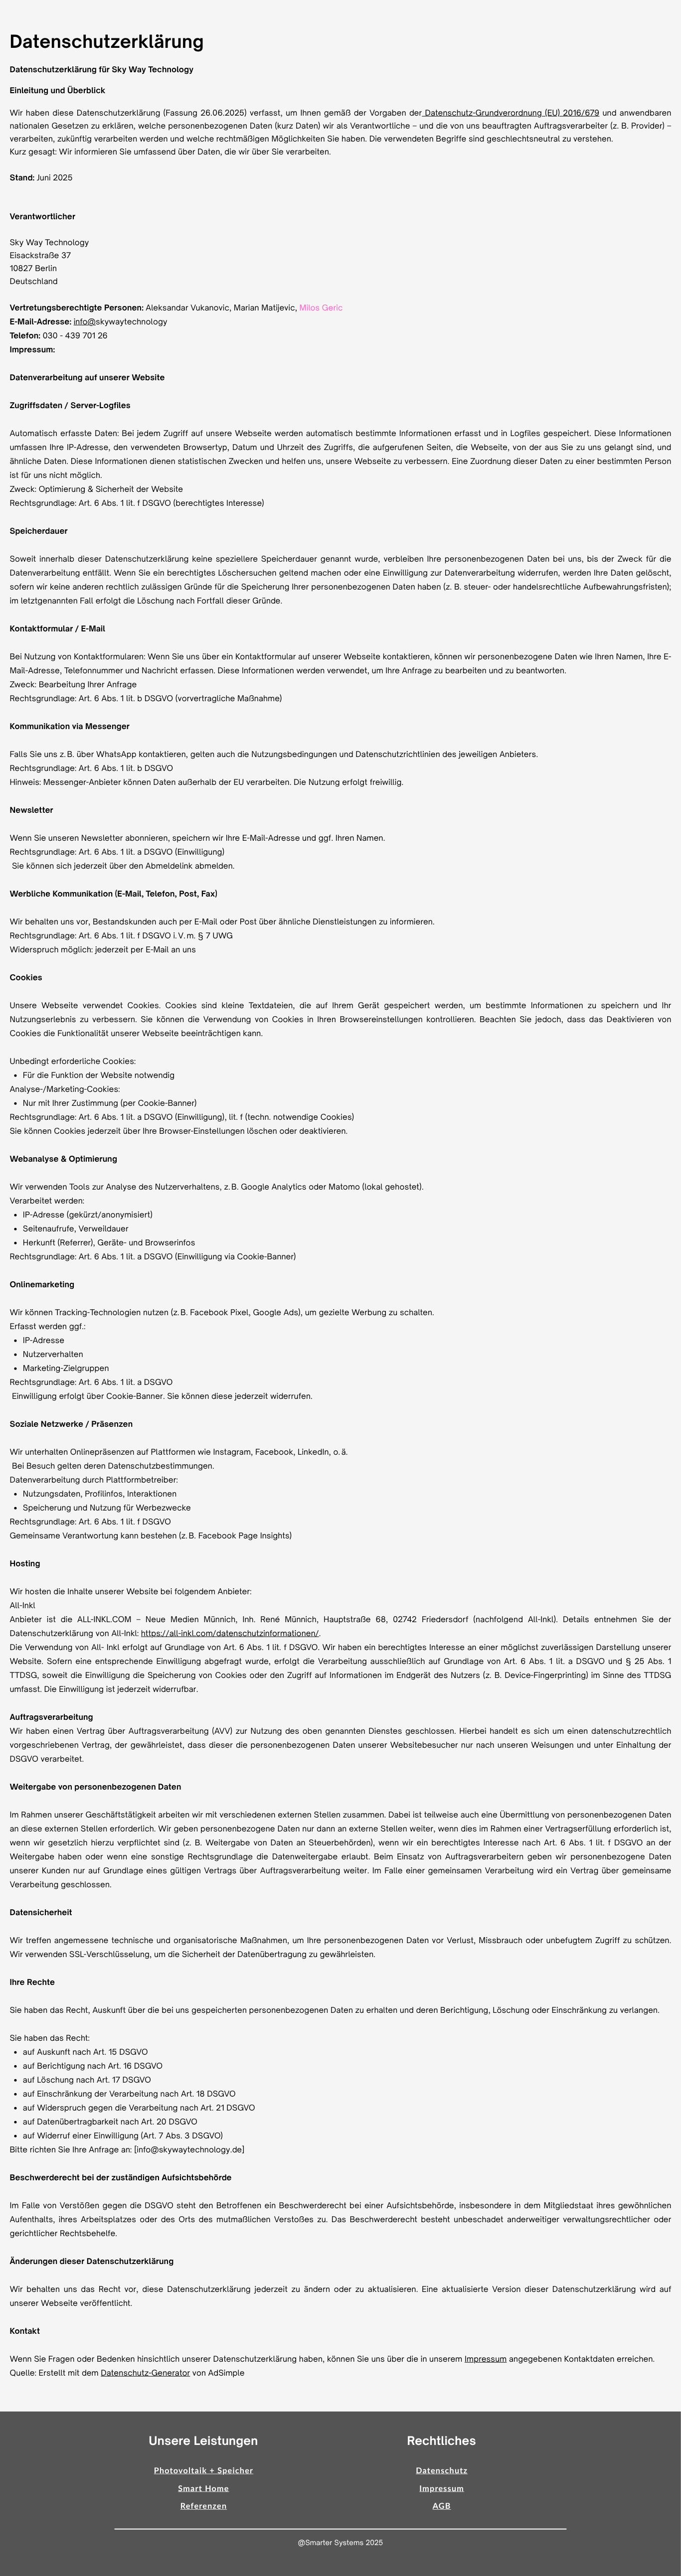 Datenschutzerklärung
Datenschutzerklärung für Sky Way Technology
Einleitung und Überblick
Wir haben diese Datenschutzerklärung (Fassung 26.06.2025) verfasst, um Ihnen gemäß der Vorgaben der Datenschutz-Grundverordnung (EU) 2016/679 und anwendbaren
nationalen Gesetzen zu erklären, welche personenbezogenen Daten (kurz Daten) wir als Verantwortliche – und die von uns beauftragten Auftragsverarbeiter (z. B. Provider) –
verarbeiten, zukünftig verarbeiten werden und welche rechtmäßigen Möglichkeiten Sie haben. Die verwendeten Begriffe sind geschlechtsneutral zu verstehen.
Kurz gesagt: Wir informieren Sie umfassend über Daten, die wir über Sie verarbeiten.
Stand: Juni 2025
Verantwortlicher
Sky Way Technology
Eisackstraße 37
10827 Berlin
Deutschland
Vertretungsberechtigte Personen: Aleksandar Vukanovic, Marian Matijevic, Milos Geric
E-Mail-Adresse: info@skywaytechnology
Telefon: 030 - 439 701 26
Impressum:
Datenverarbeitung auf unserer Website
Zugriffsdaten / Server-Logfiles
Automatisch erfasste Daten: Bei jedem Zugriff auf unsere Webseite werden automatisch bestimmte Informationen erfasst und in Logfiles gespeichert. Diese Informationen
umfassen Ihre IP-Adresse, den verwendeten Browsertyp, Datum und Uhrzeit des Zugriffs, die aufgerufenen Seiten, die Webseite, von der aus Sie zu uns gelangt sind, und
ähnliche Daten. Diese Informationen dienen statistischen Zwecken und helfen uns, unsere Webseite zu verbessern. Eine Zuordnung dieser Daten zu einer bestimmten Person
ist für uns nicht möglich.
Zweck: Optimierung & Sicherheit der Website
Rechtsgrundlage: Art. 6 Abs. 1 lit. f DSGVO (berechtigtes Interesse)
Speicherdauer
Soweit innerhalb dieser Datenschutzerklärung keine speziellere Speicherdauer genannt wurde, verbleiben Ihre personenbezogenen Daten bei uns, bis der Zweck für die
Datenverarbeitung entfällt. Wenn Sie ein berechtigtes Löschersuchen geltend machen oder eine Einwilligung zur Datenverarbeitung widerrufen, werden Ihre Daten gelöscht,
sofern wir keine anderen rechtlich zulässigen Gründe für die Speicherung Ihrer personenbezogenen Daten haben (z. B. steuer- oder handelsrechtliche Aufbewahrungsfristen);
im letztgenannten Fall erfolgt die Löschung nach Fortfall dieser Gründe.
Kontaktformular / E-Mail
Bei Nutzung von Kontaktformularen: Wenn Sie uns über ein Kontaktformular auf unserer Webseite kontaktieren, können wir personenbezogene Daten wie Ihren Namen, Ihre E-
Mail-Adresse, Telefonnummer und Nachricht erfassen. Diese Informationen werden verwendet, um Ihre Anfrage zu bearbeiten und zu beantworten.
Zweck: Bearbeitung Ihrer Anfrage
Rechtsgrundlage: Art. 6 Abs. 1 lit. b DSGVO (vorvertragliche Maßnahme)
Kommunikation via Messenger
Falls Sie uns z. B. über WhatsApp kontaktieren, gelten auch die Nutzungsbedingungen und Datenschutzrichtlinien des jeweiligen Anbieters.
Rechtsgrundlage: Art. 6 Abs. 1 lit. b DSGVO
Hinweis: Messenger-Anbieter können Daten außerhalb der EU verarbeiten. Die Nutzung erfolgt freiwillig.
Newsletter
Wenn Sie unseren Newsletter abonnieren, speichern wir Ihre E-Mail-Adresse und ggf. Ihren Namen.
Rechtsgrundlage: Art. 6 Abs. 1 lit. a DSGVO (Einwilligung)
Sie können sich jederzeit über den Abmeldelink abmelden.
Werbliche Kommunikation (E-Mail, Telefon, Post, Fax)
Wir behalten uns vor, Bestandskunden auch per E-Mail oder Post über ähnliche Dienstleistungen zu informieren.
Rechtsgrundlage: Art. 6 Abs. 1 lit. f DSGVO i. V. m. § 7 UWG
Widerspruch möglich: jederzeit per E-Mail an uns
Cookies
Unsere Webseite verwendet Cookies. Cookies sind kleine Textdateien, die auf Ihrem Gerät gespeichert werden, um bestimmte Informationen zu speichern und Ihr
Nutzungserlebnis zu verbessern. Sie können die Verwendung von Cookies in Ihren Browsereinstellungen kontrollieren. Beachten Sie jedoch, dass das Deaktivieren von
Cookies die Funktionalität unserer Webseite beeinträchtigen kann.
Unbedingt erforderliche Cookies:
• Für die Funktion der Website notwendig
Analyse-/Marketing-Cookies:
• Nur mit Ihrer Zustimmung (per Cookie-Banner)
Rechtsgrundlage: Art. 6 Abs. 1 lit. a DSGVO (Einwilligung), lit. f (techn. notwendige Cookies)
Sie können Cookies jederzeit über Ihre Browser-Einstellungen löschen oder deaktivieren.
Webanalyse & Optimierung
Wir verwenden Tools zur Analyse des Nutzerverhaltens, z. B. Google Analytics oder Matomo (lokal gehostet).
Verarbeitet werden:
• IP-Adresse (gekürzt/anonymisiert)
• Seitenaufrufe, Verweildauer
• Herkunft (Referrer), Geräte- und Browserinfos
Rechtsgrundlage: Art. 6 Abs. 1 lit. a DSGVO (Einwilligung via Cookie-Banner)
Onlinemarketing
Wir können Tracking-Technologien nutzen (z. B. Facebook Pixel, Google Ads), um gezielte Werbung zu schalten.
Erfasst werden ggf.:
• IP-Adresse
• Nutzerverhalten
• Marketing-Zielgruppen
Rechtsgrundlage: Art. 6 Abs. 1 lit. a DSGVO
Einwilligung erfolgt über Cookie-Banner. Sie können diese jederzeit widerrufen.
Soziale Netzwerke / Präsenzen
Wir unterhalten Onlinepräsenzen auf Plattformen wie Instagram, Facebook, LinkedIn, o. ä.
Bei Besuch gelten deren Datenschutzbestimmungen.
Datenverarbeitung durch Plattformbetreiber:
• Nutzungsdaten, Profilinfos, Interaktionen
• Speicherung und Nutzung für Werbezwecke
Rechtsgrundlage: Art. 6 Abs. 1 lit. f DSGVO
Gemeinsame Verantwortung kann bestehen (z. B. Facebook Page Insights)
Hosting
Wir hosten die Inhalte unserer Website bei folgendem Anbieter:
All-Inkl
Anbieter ist die ALL-INKL.COM – Neue Medien Münnich, Inh. René Münnich, Hauptstraße 68, 02742 Friedersdorf (nachfolgend All-Inkl). Details entnehmen Sie der
Datenschutzerklärung von All-Inkl: https://all-inkl.com/datenschutzinformationen/.
Die Verwendung von All- Inkl erfolgt auf Grundlage von Art. 6 Abs. 1 lit. f DSGVO. Wir haben ein berechtigtes Interesse an einer möglichst zuverlässigen Darstellung unserer
Website. Sofern eine entsprechende Einwilligung abgefragt wurde, erfolgt die Verarbeitung ausschließlich auf Grundlage von Art. 6 Abs. 1 lit. a DSGVO und § 25 Abs. 1
TTDSG, soweit die Einwilligung die Speicherung von Cookies oder den Zugriff auf Informationen im Endgerät des Nutzers (z. B. Device-Fingerprinting) im Sinne des TTDSG
umfasst. Die Einwilligung ist jederzeit widerrufbar.
Auftragsverarbeitung
Wir haben einen Vertrag über Auftragsverarbeitung (AVV) zur Nutzung des oben genannten Dienstes geschlossen. Hierbei handelt es sich um einen datenschutzrechtlich
vorgeschriebenen Vertrag, der gewährleistet, dass dieser die personenbezogenen Daten unserer Websitebesucher nur nach unseren Weisungen und unter Einhaltung der
DSGVO verarbeitet.
Weitergabe von personenbezogenen Daten
Im Rahmen unserer Geschäftstätigkeit arbeiten wir mit verschiedenen externen Stellen zusammen. Dabei ist teilweise auch eine Übermittlung von personenbezogenen Daten
an diese externen Stellen erforderlich. Wir geben personenbezogene Daten nur dann an externe Stellen weiter, wenn dies im Rahmen einer Vertragserfüllung erforderlich ist,
wenn wir gesetzlich hierzu verpflichtet sind (z. B. Weitergabe von Daten an Steuerbehörden), wenn wir ein berechtigtes Interesse nach Art. 6 Abs. 1 lit. f DSGVO an der
Weitergabe haben oder wenn eine sonstige Rechtsgrundlage die Datenweitergabe erlaubt. Beim Einsatz von Auftragsverarbeitern geben wir personenbezogene Daten
unserer Kunden nur auf Grundlage eines gültigen Vertrags über Auftragsverarbeitung weiter. Im Falle einer gemeinsamen Verarbeitung wird ein Vertrag über gemeinsame
Verarbeitung geschlossen.
Datensicherheit
Wir treffen angemessene technische und organisatorische Maßnahmen, um Ihre personenbezogenen Daten vor Verlust, Missbrauch oder unbefugtem Zugriff zu schützen.
Wir verwenden SSL-Verschlüsselung, um die Sicherheit der Datenübertragung zu gewährleisten.
Ihre Rechte
Sie haben das Recht, Auskunft über die bei uns gespeicherten personenbezogenen Daten zu erhalten und deren Berichtigung, Löschung oder Einschränkung zu verlangen.
Sie haben das Recht:
• auf Auskunft nach Art. 15 DSGVO
• auf Berichtigung nach Art. 16 DSGVO
• auf Löschung nach Art. 17 DSGVO
• auf Einschränkung der Verarbeitung nach Art. 18 DSGVO
• auf Widerspruch gegen die Verarbeitung nach Art. 21 DSGVO
• auf Datenübertragbarkeit nach Art. 20 DSGVO
• auf Widerruf einer Einwilligung (Art. 7 Abs. 3 DSGVO)
Bitte richten Sie Ihre Anfrage an: [info@skywaytechnology.de]
Beschwerderecht bei der zuständigen Aufsichtsbehörde
Im Falle von Verstößen gegen die DSGVO steht den Betroffenen ein Beschwerderecht bei einer Aufsichtsbehörde, insbesondere in dem Mitgliedstaat ihres gewöhnlichen
Aufenthalts, ihres Arbeitsplatzes oder des Orts des mutmaßlichen Verstoßes zu. Das Beschwerderecht besteht unbeschadet anderweitiger verwaltungsrechtlicher oder
gerichtlicher Rechtsbehelfe.
Änderungen dieser Datenschutzerklärung
Wir behalten uns das Recht vor, diese Datenschutzerklärung jederzeit zu ändern oder zu aktualisieren. Eine aktualisierte Version dieser Datenschutzerklärung wird auf
unserer Webseite veröffentlicht.
Kontakt
Wenn Sie Fragen oder Bedenken hinsichtlich unserer Datenschutzerklärung haben, können Sie uns über die in unserem Impressum angegebenen Kontaktdaten erreichen.
Quelle: Erstellt mit dem Datenschutz-Generator von AdSimple
Unsere Leistungen
Photovoltaik + Speicher
Smart Home
Referenzen
Rechtliches
Datenschutz
Impressum
AGB
@Smarter Systems 2025